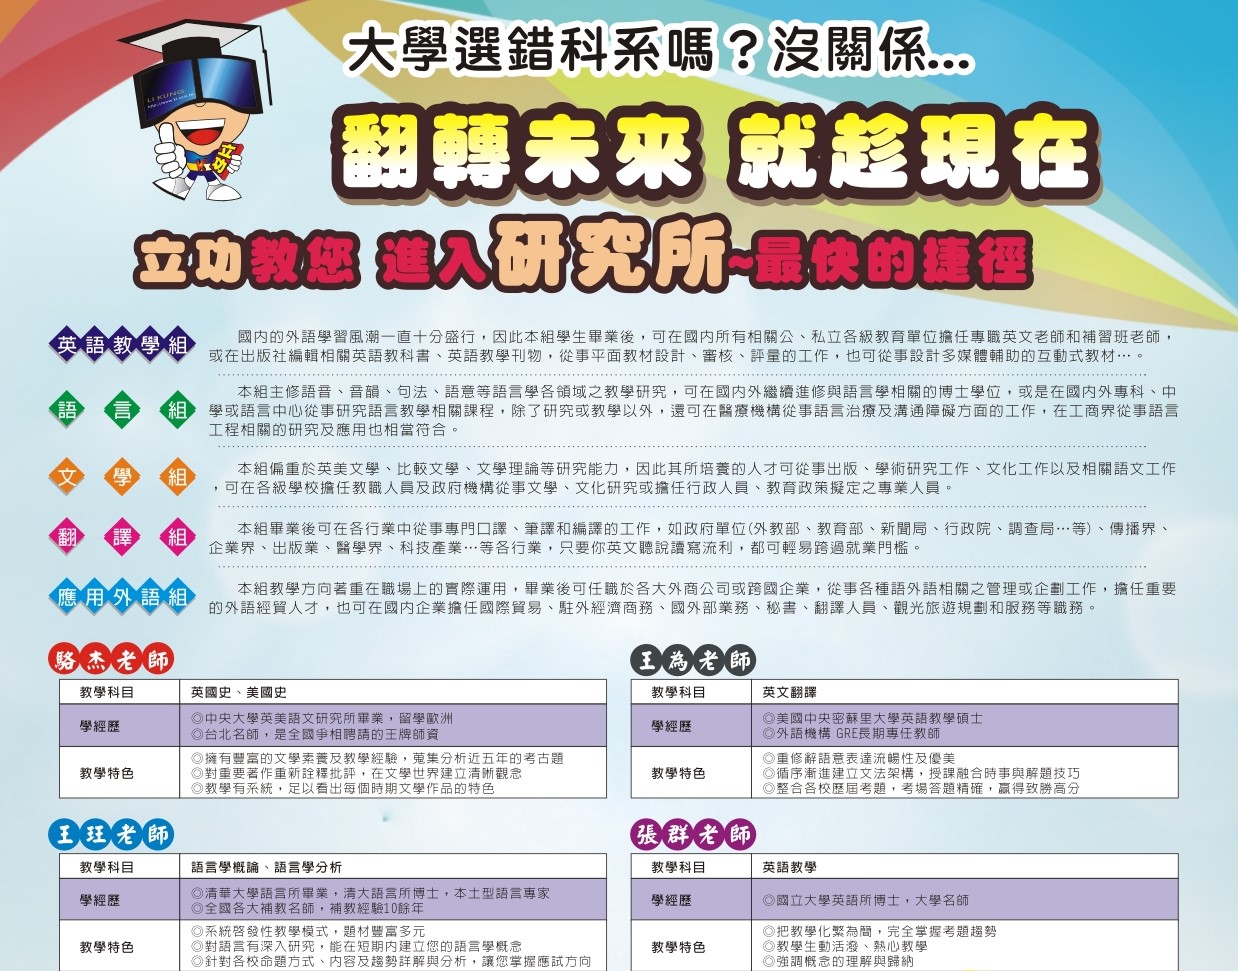 大學選錯科系嗎？沒關係...
翻轉未來 就趁現在
立功教您 進入研究所~最快的捷徑
LI KUNG
立功
英語教學組
國內的外語學習風潮一直十分盛行，因此本組學生畢業後，可在國內所有相關公、私立各級教育單位擔任專職英文老師和補習班老師，
或在出版社編輯相關英語教科書、英語教學刊物，從事平面教材設計、審核、評量的工作，也可從事設計多媒體輔助的互動式教材…。
語言組
本組主修語音、音韻、句法、語意等語言學各領域之教學研究，可在國內外繼續進修與語言學相關的博士學位，或是在國內外專科、中
學或語言中心從事研究語言教學相關課程，除了研究或教學以外，還可在醫療機構從事語言治療及溝通障礙方面的工作，在工商界從事語言
工程相關的研究及應用也相當符合。
文學組
本組偏重於英美文學、比較文學、文學理論等研究能力，因此其所培養的人才可從事出版、學術研究工作、文化工作以及相關語文工作
，可在各級學校擔任教職人員及政府機構從事文學、文化研究或擔任行政人員、教育政策擬定之專業人員。
翻譯組
本組畢業後可在各行業中從事專門口譯、筆譯和編譯的工作，如政府單位(外教部、教育部、新聞局、行政院、調查局…等)、傳播界、
企業界、出版業、醫學界、科技產業…等各行業，只要你英文聽說讀寫流利，都可輕易跨過就業門檻。
應用外語組
本組教學方向著重在職場上的實際運用，畢業後可任職於各大外商公司或跨國企業，從事各種語外語相關之管理或企劃工作，擔任重要
的外語經貿人才，也可在國內企業擔任國際貿易、駐外經濟商務、國外部業務、秘書、翻譯人員、觀光旅遊規劃和服務等職務。
駱杰老師
教學科目 英國史、美國史
學經歷 ◎中央大學英美語文研究所畢業，留學歐洲
◎台北名師，是全國爭相聘請的王牌師資
教學特色 ◎擁有豐富的文學素養及教學經驗，蒐集分析近五年的考古題
◎對重要著作重新詮釋批評，在文學世界建立清晰觀念
◎教學有系統，足以看出每個時期文學作品的特色
王為老師
教學科目 英文翻譯
學經歷 ◎美國中央密蘇里大學英語教學碩士
◎外語機構 GRE長期專任教師
教學特色 ◎重修辭語意表達流暢性及優美
◎循序漸進建立文法架構，授課融合時事與解題技巧
◎整合各校歷屆考題，考場答題精確，贏得致勝高分
王玨老師
教學科目 語言學概論、語言學分析
學經歷 ◎清華大學語言所畢業，清大語言所博士，本土型語言專家
◎全國各大補教名師，補教經驗10餘年
教學特色 ◎系統啓發性教學模式，題材豐富多元
◎對語言有深入研究，能在短期內建立您的語言學概念
◎針對各校命題方式、內容及趨勢詳解與分析，讓您掌握應試方向
張群老師
教學科目 英語教學
學經歷 ◎國立大學英語所博士，大學名師
教學特色 ◎把教學化繁為簡，完全掌握考題趨勢
◎教學生動活潑、熱心教學
◎強調概念的理解與歸納